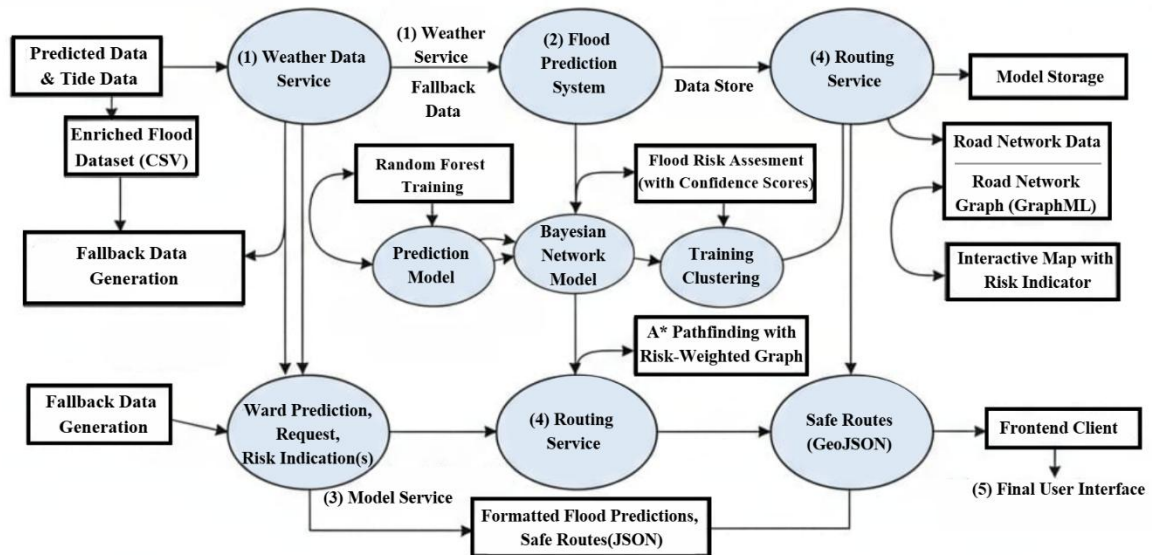 Predicted Data
& Tide Data
(1) Weather Data
Service
(1) Weather
Service
Fallback
Data
(2) Flood
Prediction
System
Data Store
(4) Routing
Service
Model Storage
Enriched Flood
Dataset (CSV)
Random Forest
Training
Flood Risk Assesment
(with Confidence Scores)
Road Network Data
Road Network
Graph (GraphML)
Fallback Data
Generation
Prediction
Model
Bayesian
Network
Model
Training
Clustering
Interactive Map with
Risk Indicator
A* Pathfinding with
Risk-Weighted Graph
Fallback Data
Generation
Ward Prediction,
Request,
Risk Indication(s)
(4) Routing
Service
Safe Routes
(GeoJSON)
Frontend Client
(3) Model Service
(5) Final User Interface
Formatted Flood Predictions,
Safe Routes(JSON)